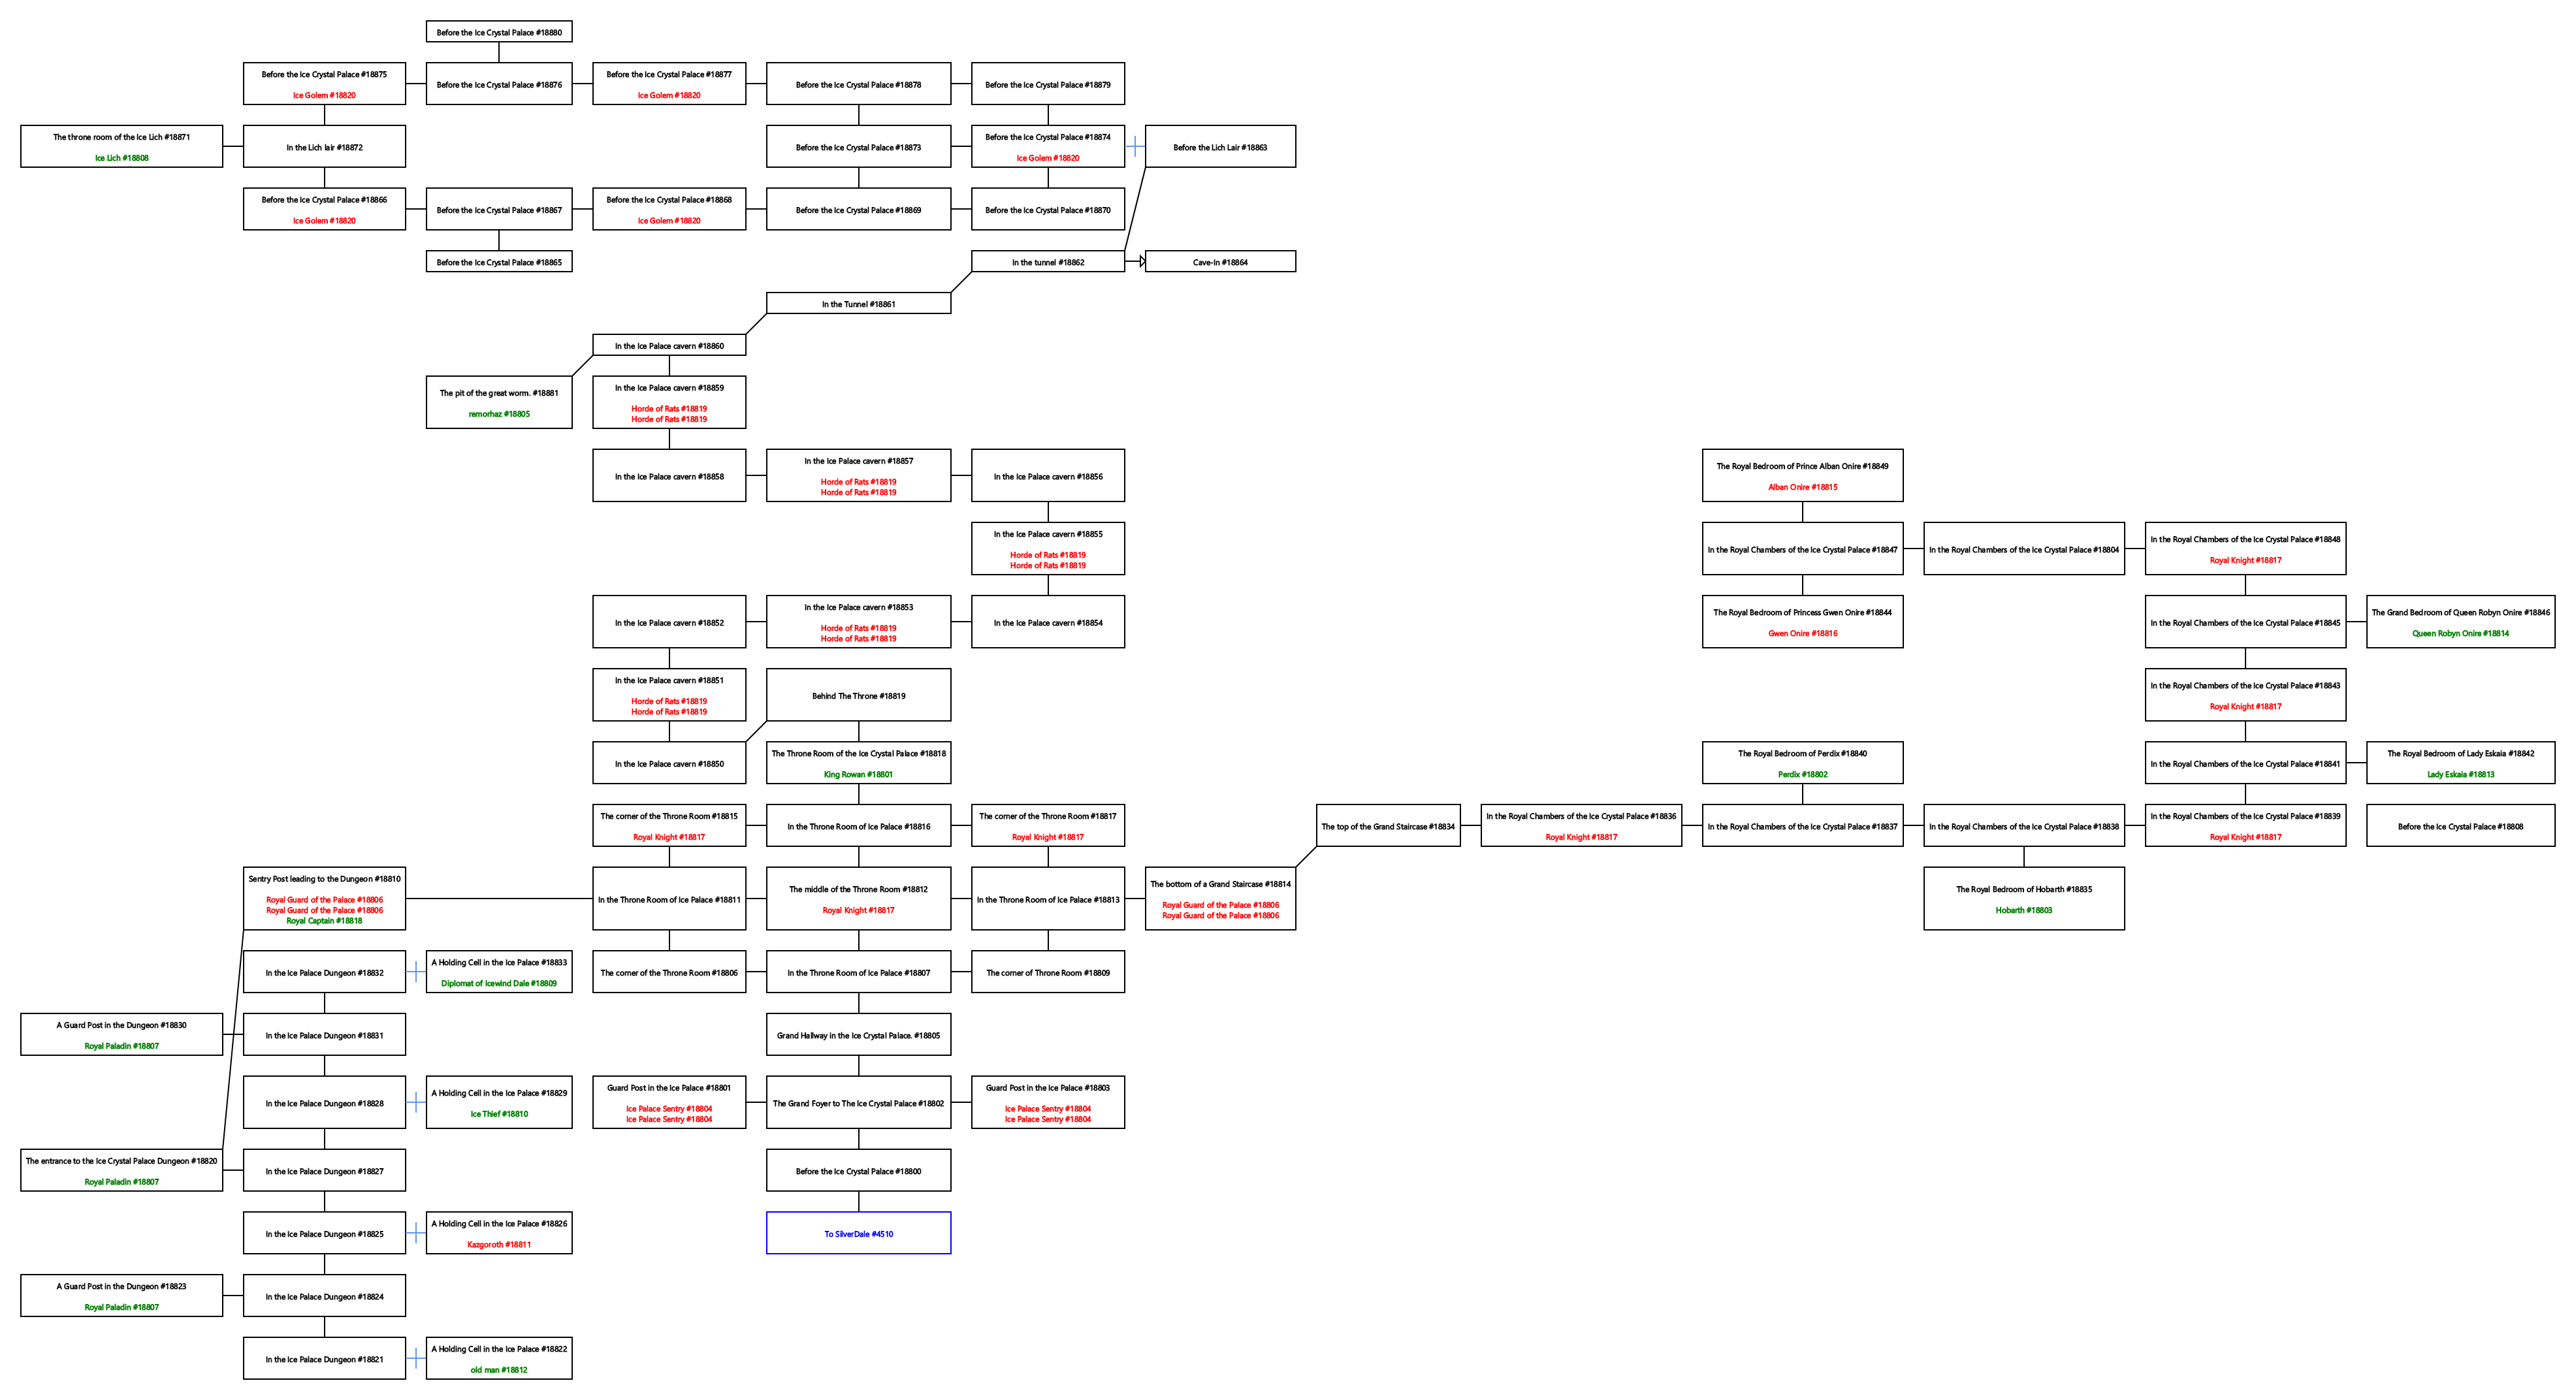 Before the Ice Crystal Palace #18880
Before the Ice Crystal Palace #18875
Ice Golem #18820
Before the Ice Crystal Palace #18876
Before the Ice Crystal Palace #18877
Ice Golem #18820
Before the Ice Crystal Palace #18878
Before the Ice Crystal Palace #18879
The throne room of the Ice Lich #18871
Ice Lich #18808
In the Lich lair #18872
Before the Ice Crystal Palace #18873
Before the Ice Crystal Palace #18874
Ice Golem #18820
Before the Lich Lair #18863
Before the Ice Crystal Palace #18866
Ice Golem #18820
Before the Ice Crystal Palace #18867
Before the Ice Crystal Palace #18868
Ice Golem #18820
Before the Ice Crystal Palace #18869
Before the Ice Crystal Palace #18870
Before the Ice Crystal Palace #18865
In the tunnel #18862
Cave-In #18864
In the Tunnel #18861
In the Ice Palace cavern #18860
The pit of the great worm. #18881
remorhaz #18805
In the Ice Palace cavern #18859
Horde of Rats #18819
Horde of Rats #18819
In the Ice Palace cavern #18858
In the Ice Palace cavern #18857
Horde of Rats #18819
Horde of Rats #18819
In the Ice Palace cavern #18856
The Royal Bedroom of Prince Alban Onire #18849
Alban Onire #18815
In the Ice Palace cavern #18855
Horde of Rats #18819
Horde of Rats #18819
In the Royal Chambers of the Ice Crystal Palace #18847
In the Royal Chambers of the Ice Crystal Palace #18804
In the Royal Chambers of the Ice Crystal Palace #18848
Royal Knight #18817
In the Ice Palace cavern #18852
In the Ice Palace cavern #18853
Horde of Rats #18819
Horde of Rats #18819
In the Ice Palace cavern #18854
The Royal Bedroom of Princess Gwen Onire #18844
Gwen Onire #18816
In the Royal Chambers of the Ice Crystal Palace #18845
The Grand Bedroom of Queen Robyn Onire #18846
Queen Robyn Onire #18814
In the Ice Palace cavern #18851
Horde of Rats #18819
Horde of Rats #18819
Behind The Throne #18819
In the Royal Chambers of the Ice Crystal Palace #18843
Royal Knight #18817
In the Ice Palace cavern #18850
The Throne Room of the Ice Crystal Palace #18818
King Rowan #18801
The Royal Bedroom of Perdix #18840
Perdix #18802
In the Royal Chambers of the Ice Crystal Palace #18841
The Royal Bedroom of Lady Eskaia #18842
Lady Eskaia #18813
The corner of the Throne Room #18815
Royal Knight #18817
In the Throne Room of Ice Palace #18816
The corner of the Throne Room #18817
Royal Knight #18817
The top of the Grand Staircase #18834
In the Royal Chambers of the Ice Crystal Palace #18836
Royal Knight #18817
In the Royal Chambers of the Ice Crystal Palace #18837
In the Royal Chambers of the Ice Crystal Palace #18838
In the Royal Chambers of the Ice Crystal Palace #18839
Royal Knight #18817
Before the Ice Crystal Palace #18808
Sentry Post leading to the Dungeon #18810
Royal Guard of the Palace #18806
Royal Guard of the Palace #18806
Royal Captain #18818
In the Throne Room of Ice Palace #18811
The middle of the Throne Room #18812
Royal Knight #18817
In the Throne Room of Ice Palace #18813
The bottom of a Grand Staircase #18814
Royal Guard of the Palace #18806
Royal Guard of the Palace #18806
The Royal Bedroom of Hobarth #18835
Hobarth #18803
In the Ice Palace Dungeon #18832
A Holding Cell in the Ice Palace #18833
Diplomat of Icewind Dale #18809
The corner of the Throne Room #18806
In the Throne Room of Ice Palace #18807
The corner of Throne Room #18809
A Guard Post in the Dungeon #18830
Royal Paladin #18807
In the Ice Palace Dungeon #18831
Grand Hallway in the Ice Crystal Palace. #18805
In the Ice Palace Dungeon #18828
A Holding Cell in the Ice Palace #18829
Ice Thief #18810
Guard Post in the Ice Palace #18801
Ice Palace Sentry #18804
Ice Palace Sentry #18804
The Grand Foyer to The Ice Crystal Palace #18802
Guard Post in the Ice Palace #18803
Ice Palace Sentry #18804
Ice Palace Sentry #18804
The entrance to the Ice Crystal Palace Dungeon #18820
Royal Paladin #18807
In the Ice Palace Dungeon #18827
Before the Ice Crystal Palace #18800
In the Ice Palace Dungeon #18825
A Holding Cell in the Ice Palace #18826
Kazgoroth #18811
To SilverDale #4510
A Guard Post in the Dungeon #18823
Royal Paladin #18807
In the Ice Palace Dungeon #18824
In the Ice Palace Dungeon #18821
A Holding Cell in the Ice Palace #18822
old man #18812